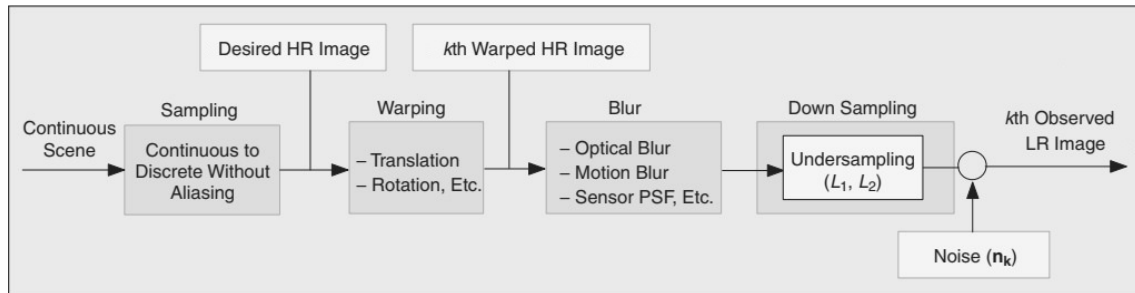 Desired HR Image
kth Warped HR Image
Sampling
Warping
Blur
Down Sampling
Continuous
Scene
Continuous to
Discrete Without
Aliasing
– Translation
– Rotation, Etc.
– Optical Blur
– Motion Blur
– Sensor PSF, Etc.
Undersampling
(L1, L2)
kth Observed
LR Image
Noise (nk)